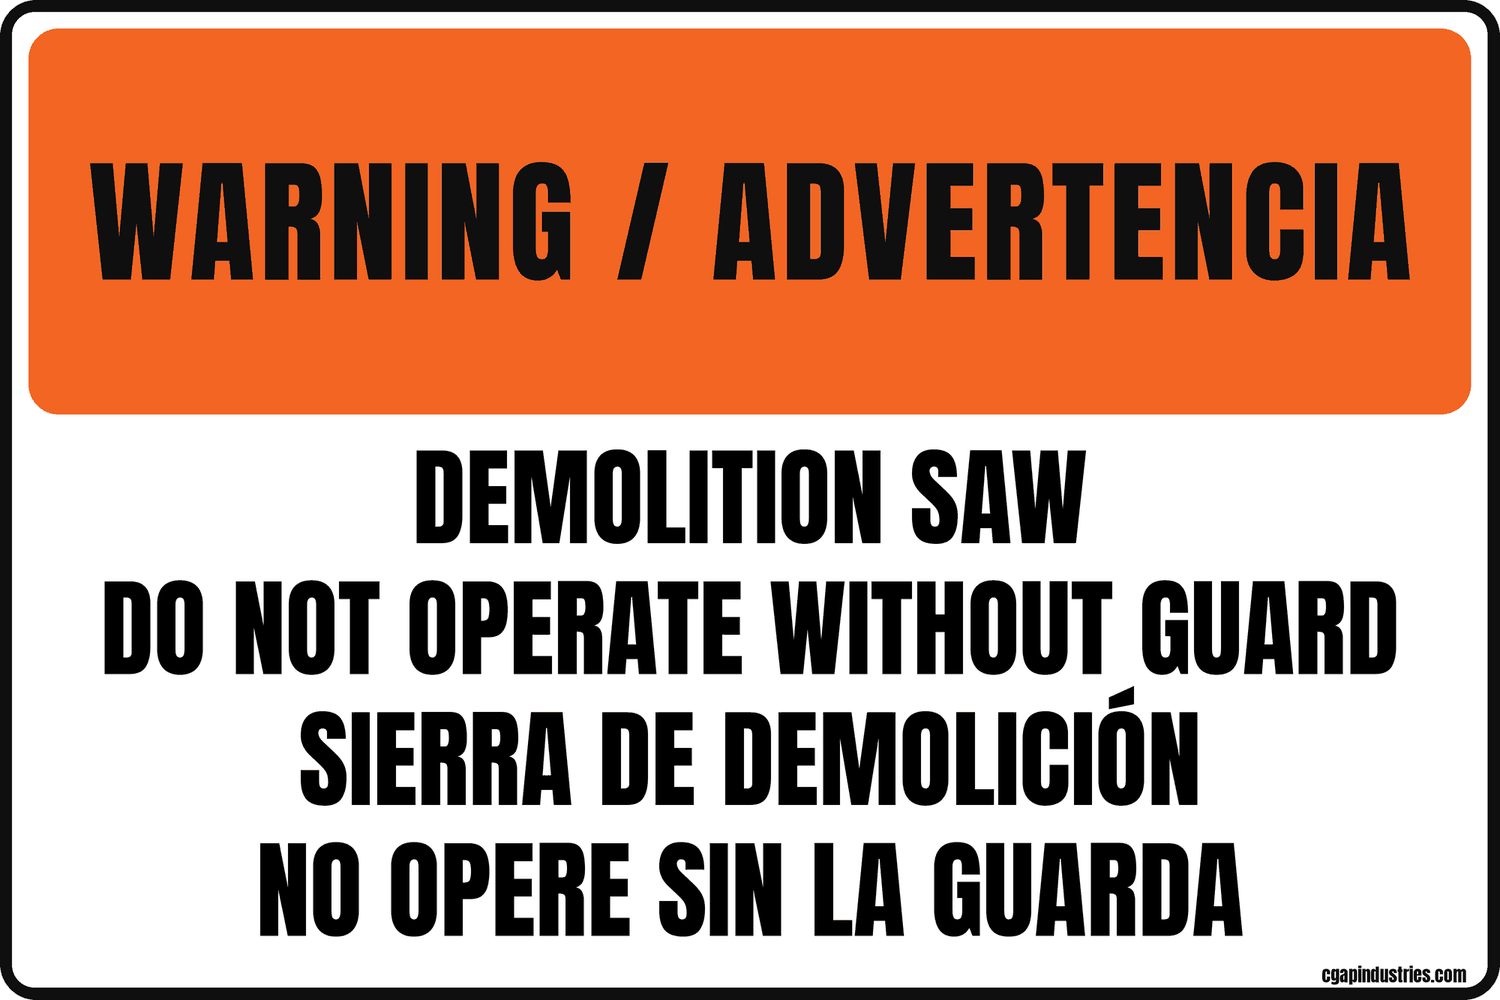 WARNING / ADVERTENCIA
DEMOLITION SAW
DO NOT OPERATE WITHOUT GUARD
SIERRA DE DEMOLICIÓN
NO OPERE SIN LA GUARDA
cgapindustries.com